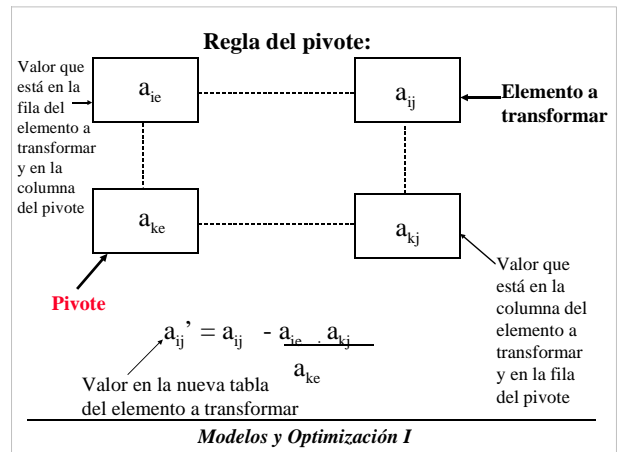 Regla del pivote:
Valor que
está en la
fila del
elemento a
transformar
y en la
columna
del pivote
a_ie
a_ij
Elemento a
transformar
a_ke
a_kj
Pivote
Valor que
está en la
columna del
elemento a
transformar
y en la fila
del pivote
a_ij’ = a_ij - a_ie . a_kj
a_ke
Valor en la nueva tabla
del elemento a transformar
Modelos y Optimización I